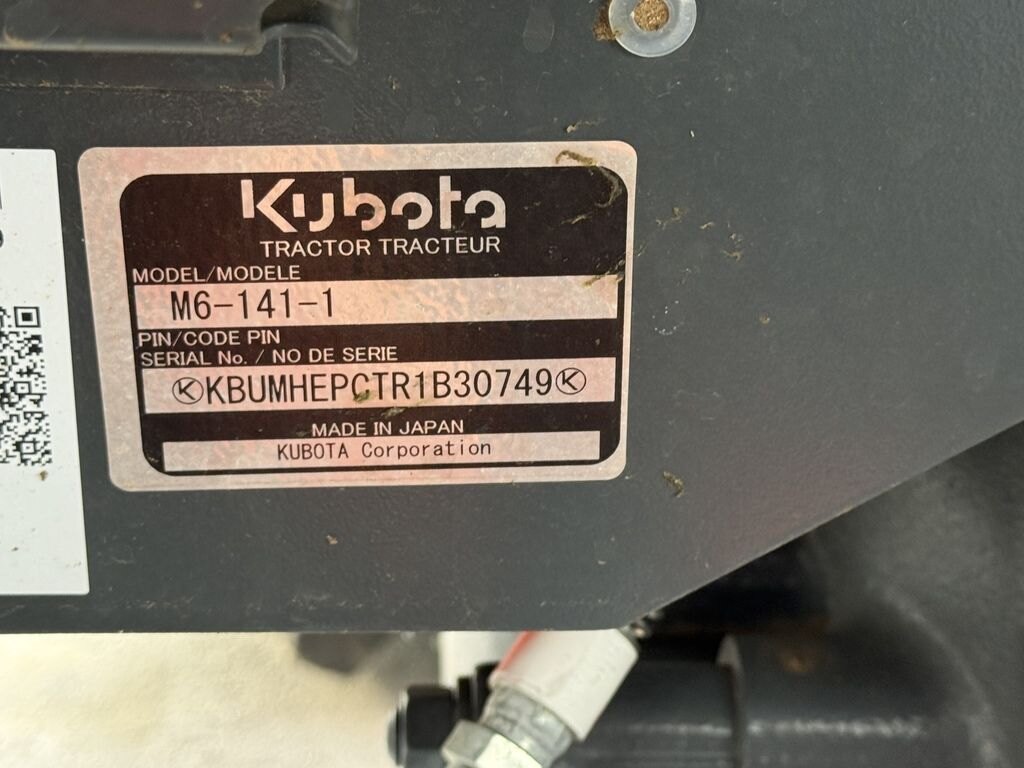 Kubota
TRACTOR TRACTEUR
MODEL/MODELE
M6-141-1
PIN/CODE PIN
SERIAL No. / NO DE SERIE
KBUMHEPCTR1B30749
MADE IN JAPAN
KUBOTA Corporation